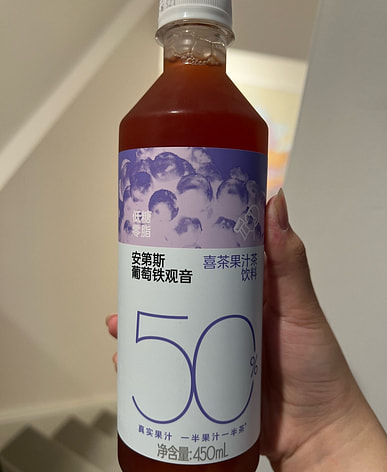 低糖
零脂
安第斯
葡萄铁观音
喜茶果汁茶
饮料
50%
真实果汁 一半果汁一半茶*
净含量:450mL